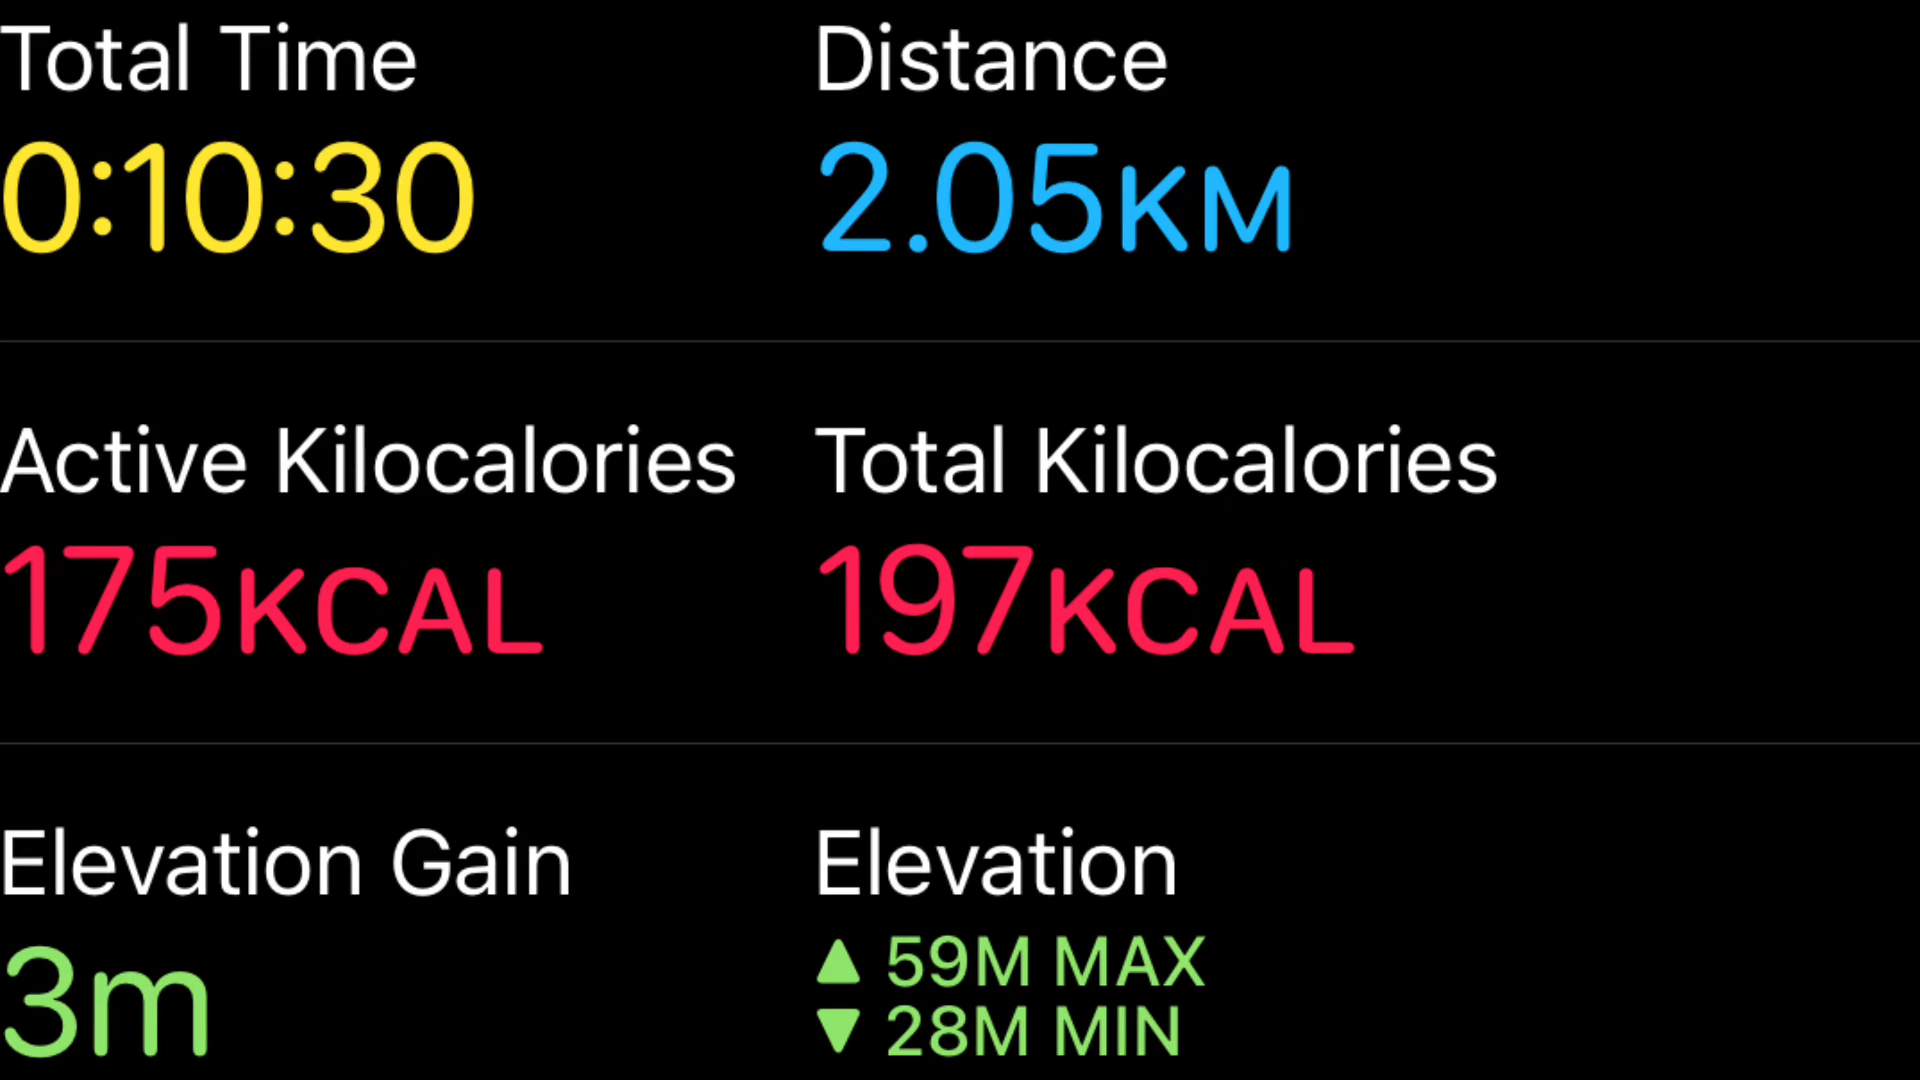 Total Time
Distance
0:10:30
2.05KM
Active Kilocalories
Total Kilocalories
175KCAL
197KCAL
Elevation Gain
Elevation
3m
▲ 59M MAX
▼ 28M MIN